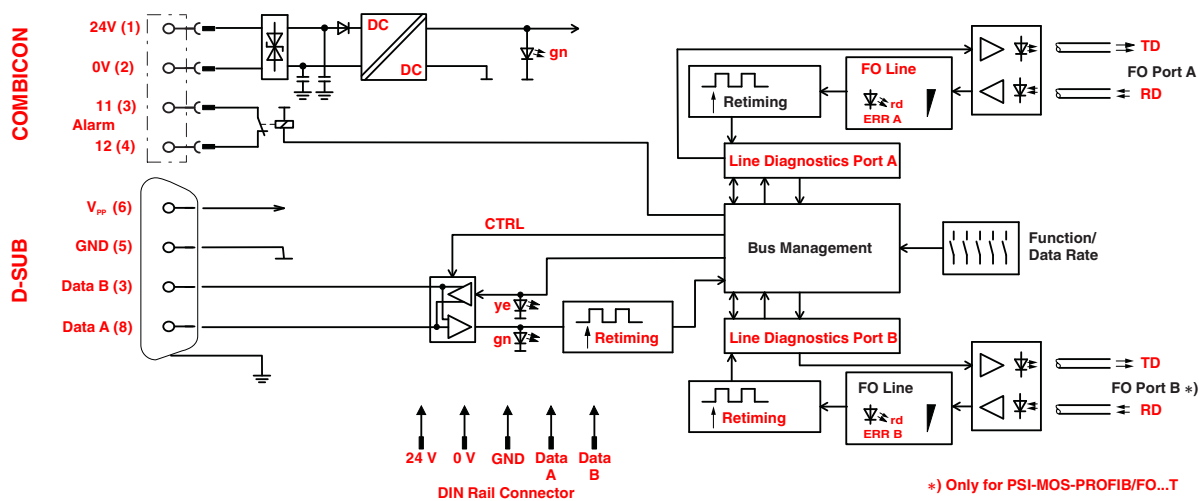 COMBICON
24V (1)
0V (2)
11 (3)
Alarm
12 (4)
DC
DC
gn
D-SUB
VPP (6)
GND (5)
Data B (3)
Data A (8)
CTRL
ye
gn
Retiming
Retiming
FO Line
rd
ERR A
TD
FO Port A
RD
Line Diagnostics Port A
Bus Management
Function/
Data Rate
Line Diagnostics Port B
Retiming
FO Line
rd
ERR B
TD
FO Port B *)
RD
24 V
0 V
GND
Data
A
Data
B
DIN Rail Connector
*) Only for PSI-MOS-PROFIB/FO...T